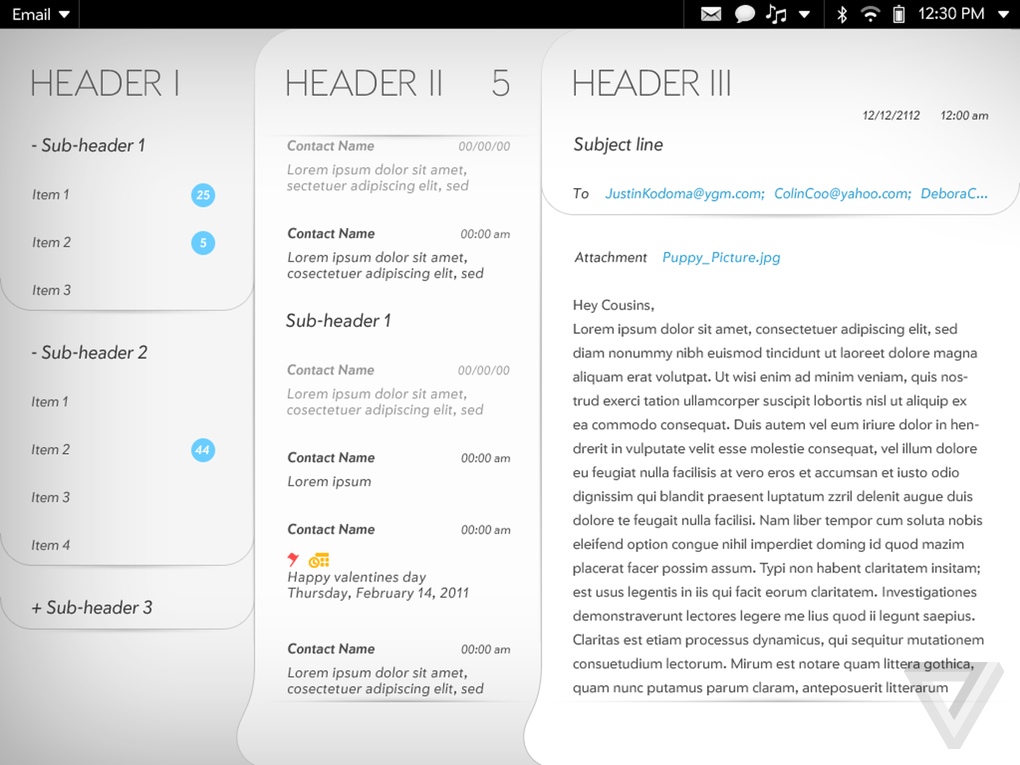 Email
12:30 PM
HEADER I
- Sub-header 1
Item 1 25
Item 2 5
Item 3
- Sub-header 2
Item 1
Item 2 44
Item 3
Item 4
+ Sub-header 3
HEADER II 5
Contact Name 00/00/00
Lorem ipsum dolor sit amet,
sectetuer adipiscing elit, sed
Contact Name 00:00 am
Lorem ipsum dolor sit amet,
cosectetuer adipiscing elit, sed
Sub-header 1
Contact Name 00/00/00
Lorem ipsum dolor sit amet,
cosectetuer adipiscing elit, sed
Contact Name 00:00 am
Lorem ipsum
Contact Name 00:00 am
Happy valentines day
Thursday, February 14, 2011
Contact Name 00:00 am
Lorem ipsum dolor sit amet,
cosectetuer adipiscing elit, sed
HEADER III
12/12/2112 12:00 am
Subject line
To JustinKodoma@ygm.com; ColinCoo@yahoo.com; DeboraC...
Attachment Puppy_Picture.jpg
Hey Cousins,
Lorem ipsum dolor sit amet, consectetuer adipiscing elit, sed
diam nonummy nibh euismod tincidunt ut laoreet dolore magna
aliquam erat volutpat. Ut wisi enim ad minim veniam, quis nos-
trud exerci tation ullamcorper suscipit lobortis nisl ut aliquip ex
ea commodo consequat. Duis autem vel eum iriure dolor in hen-
drerit in vulputate velit esse molestie consequat, vel illum dolore
eu feugiat nulla facilisis at vero eros et accumsan et iusto odio
dignissim qui blandit praesent luptatum zzril delenit augue duis
dolore te feugait nulla facilisi. Nam liber tempor cum soluta nobis
eleifend option congue nihil imperdiet doming id quod mazim
placerat facer possim assum. Typi non habent claritatem insitam;
est usus legentis in iis qui facit eorum claritatem. Investigationes
demonstraverunt lectores legere me lius quod ii legunt saepius.
Claritas est etiam processus dynamicus, qui sequitur mutationem
consuetudium lectorum. Mirum est notare quam littera gothica,
quam nunc putamus parum claram, anteposuerit litterarum